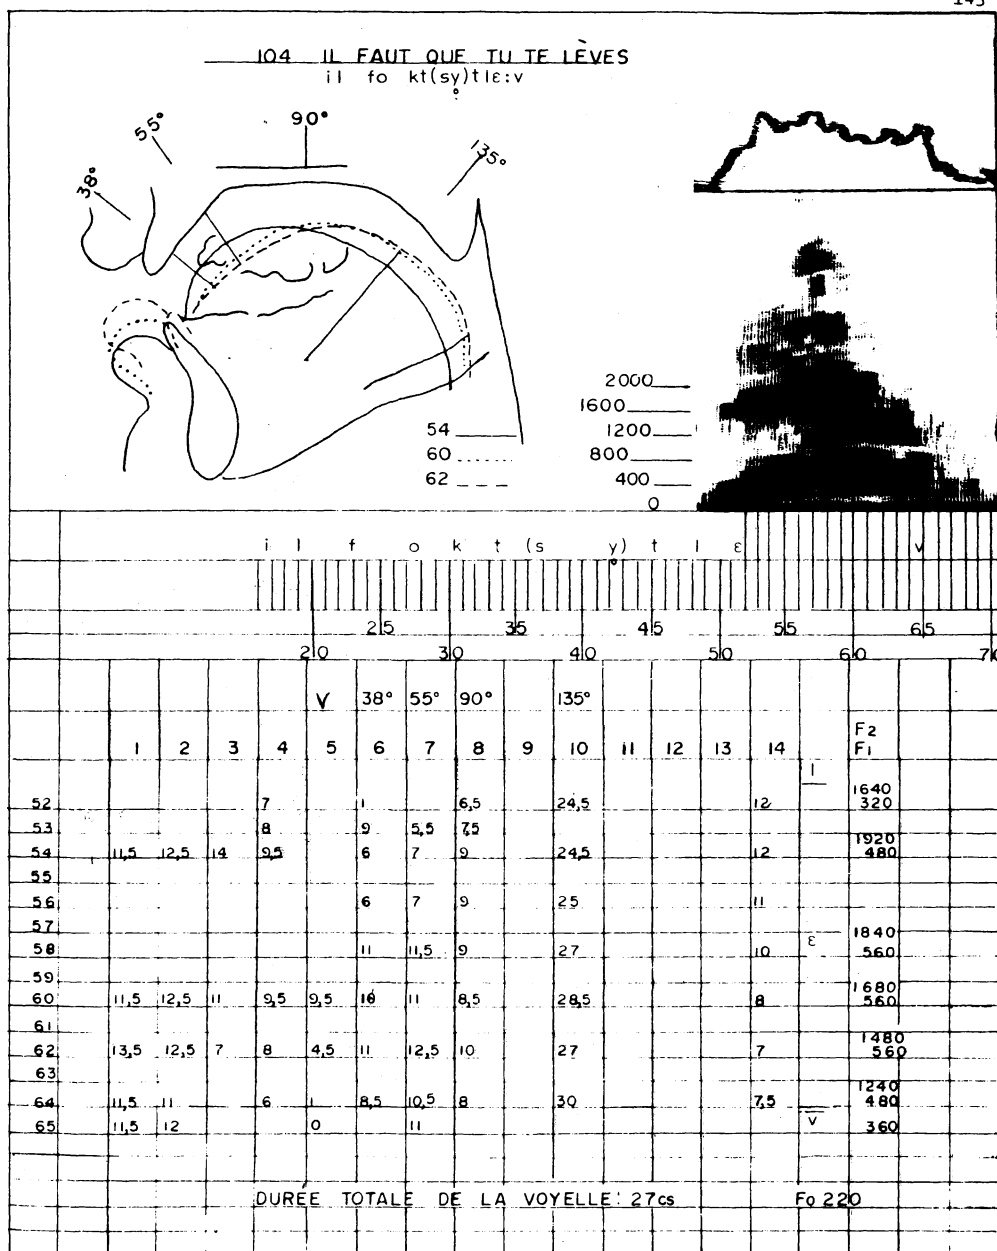 143
104 IL FAUT QUE TU TE LÈVES
il fo kt(sy̥)tlɛ:v
38° 55° 90° 135°
2000
1600
1200
800
400
0
54
60
62
i l f o k t (s y̥) t l ɛ v
25 35 45 55 65
20 30 40 50 60 70
V 38° 55° 90° 135°
F2
1 2 3 4 5 6 7 8 9 10 11 12 13 14 F1
l
1640
52 7 1 6,5 24,5 12 320
53 8 9 5,5 7,5
1920
54 11,5 12,5 14 9,5 6 7 9 24,5 12 480
55
56 6 7 9 25 11
57
ɛ 1840
58 11 11,5 9 27 10 560
59
1680
60 11,5 12,5 11 9,5 9,5 10 11 8,5 28,5 8 560
61
1480
62 13,5 12,5 7 8 4,5 11 12,5 10 27 7 560
63
1240
64 11,5 11 6 1 8,5 10,5 8 30 7,5 480
65 11,5 12 0 11 v 360
DURÉE TOTALE DE LA VOYELLE: 27cs Fo 220